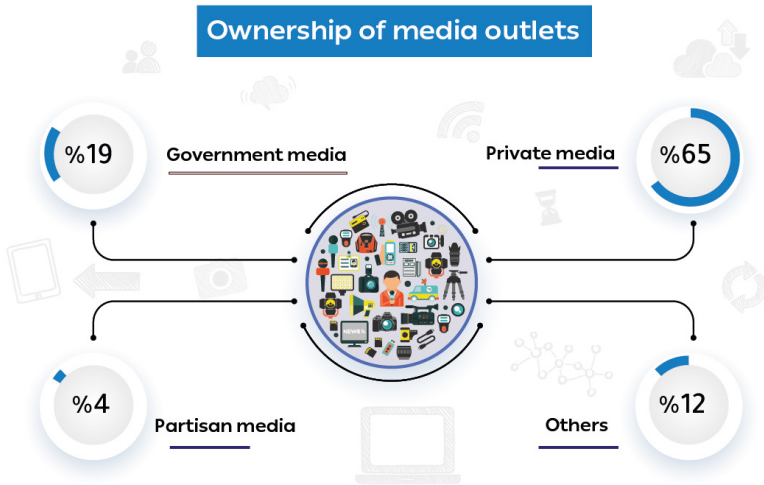 Ownership of media outlets
%19
Government media
Private media
%65
NEWS
%4
Partisan media
Others
%12